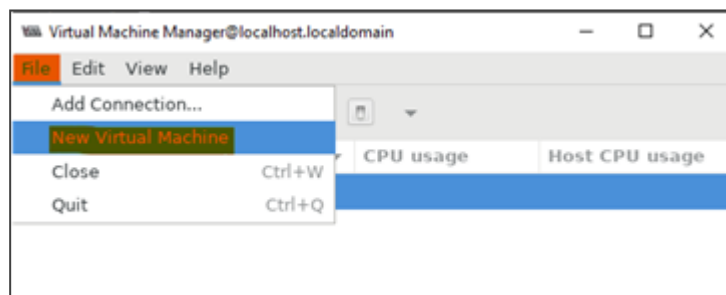 Virtual Machine Manager@localhost.localdomain
File Edit View Help
Add Connection...
New Virtual Machine
CPU usage Host CPU usage
Close Ctrl+W
Quit Ctrl+Q